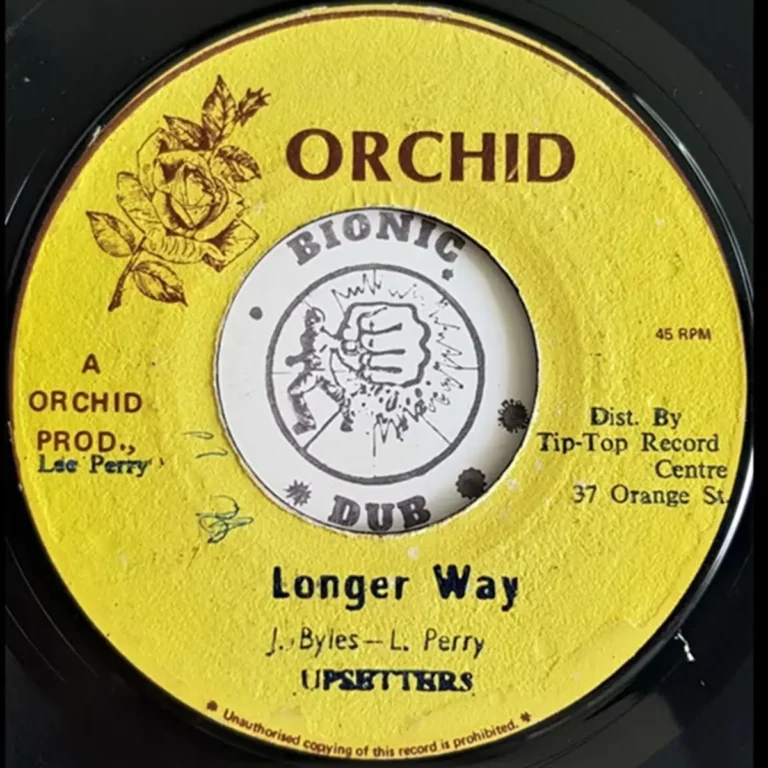 ORCHID
BIONIC
DUB
45 RPM
A
ORCHID
PROD.,
Lee Perry
Dist. By
Tip-Top Record
Centre
37 Orange St.
Longer Way
J. Byles - L. Perry
UPSETTERS
* Unauthorised copying of this record is prohibited. *